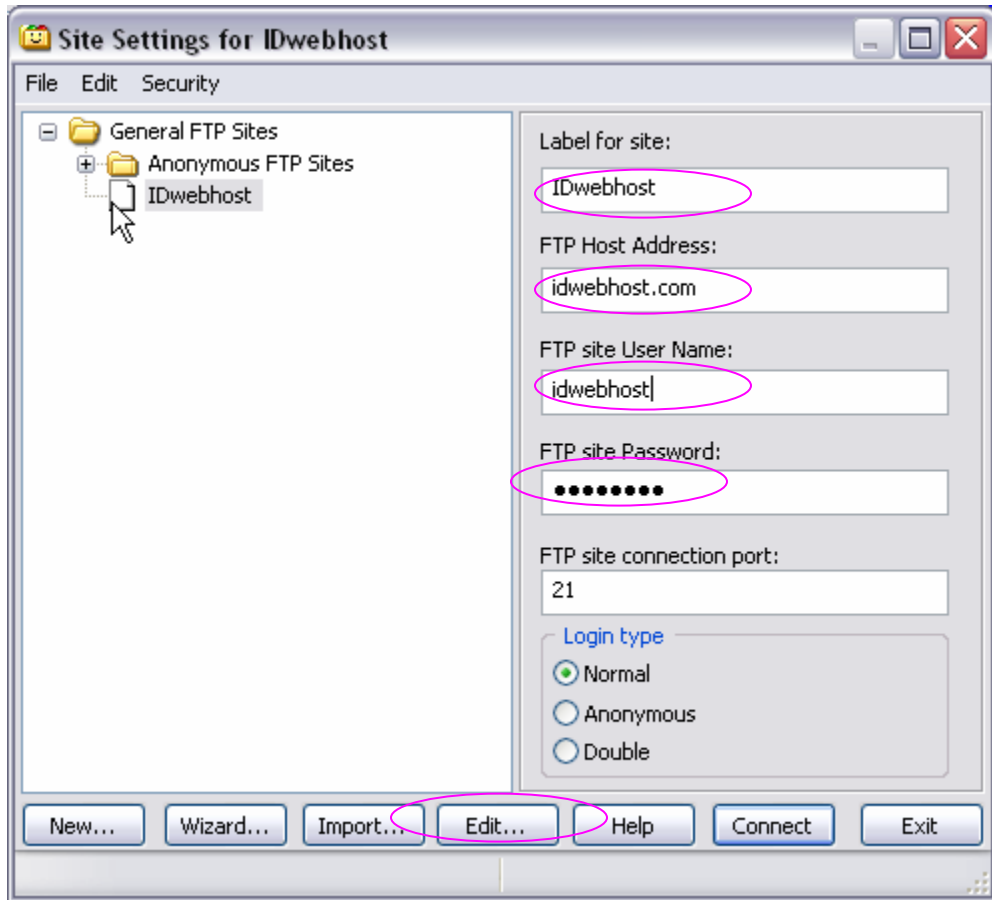 Site Settings for IDwebhost
File Edit Security
General FTP Sites
Anonymous FTP Sites
IDwebhost
Label for site:
IDwebhost
FTP Host Address:
idwebhost.com
FTP site User Name:
idwebhost
FTP site Password:
••••••••
FTP site connection port:
21
Login type
Normal
Anonymous
Double
New... Wizard... Import... Edit... Help Connect Exit